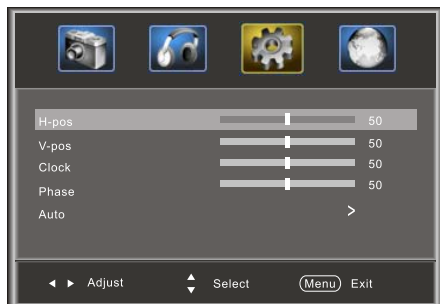 H-pos 50
V-pos 50
Clock 50
Phase 50
Auto >
Adjust Select Menu Exit